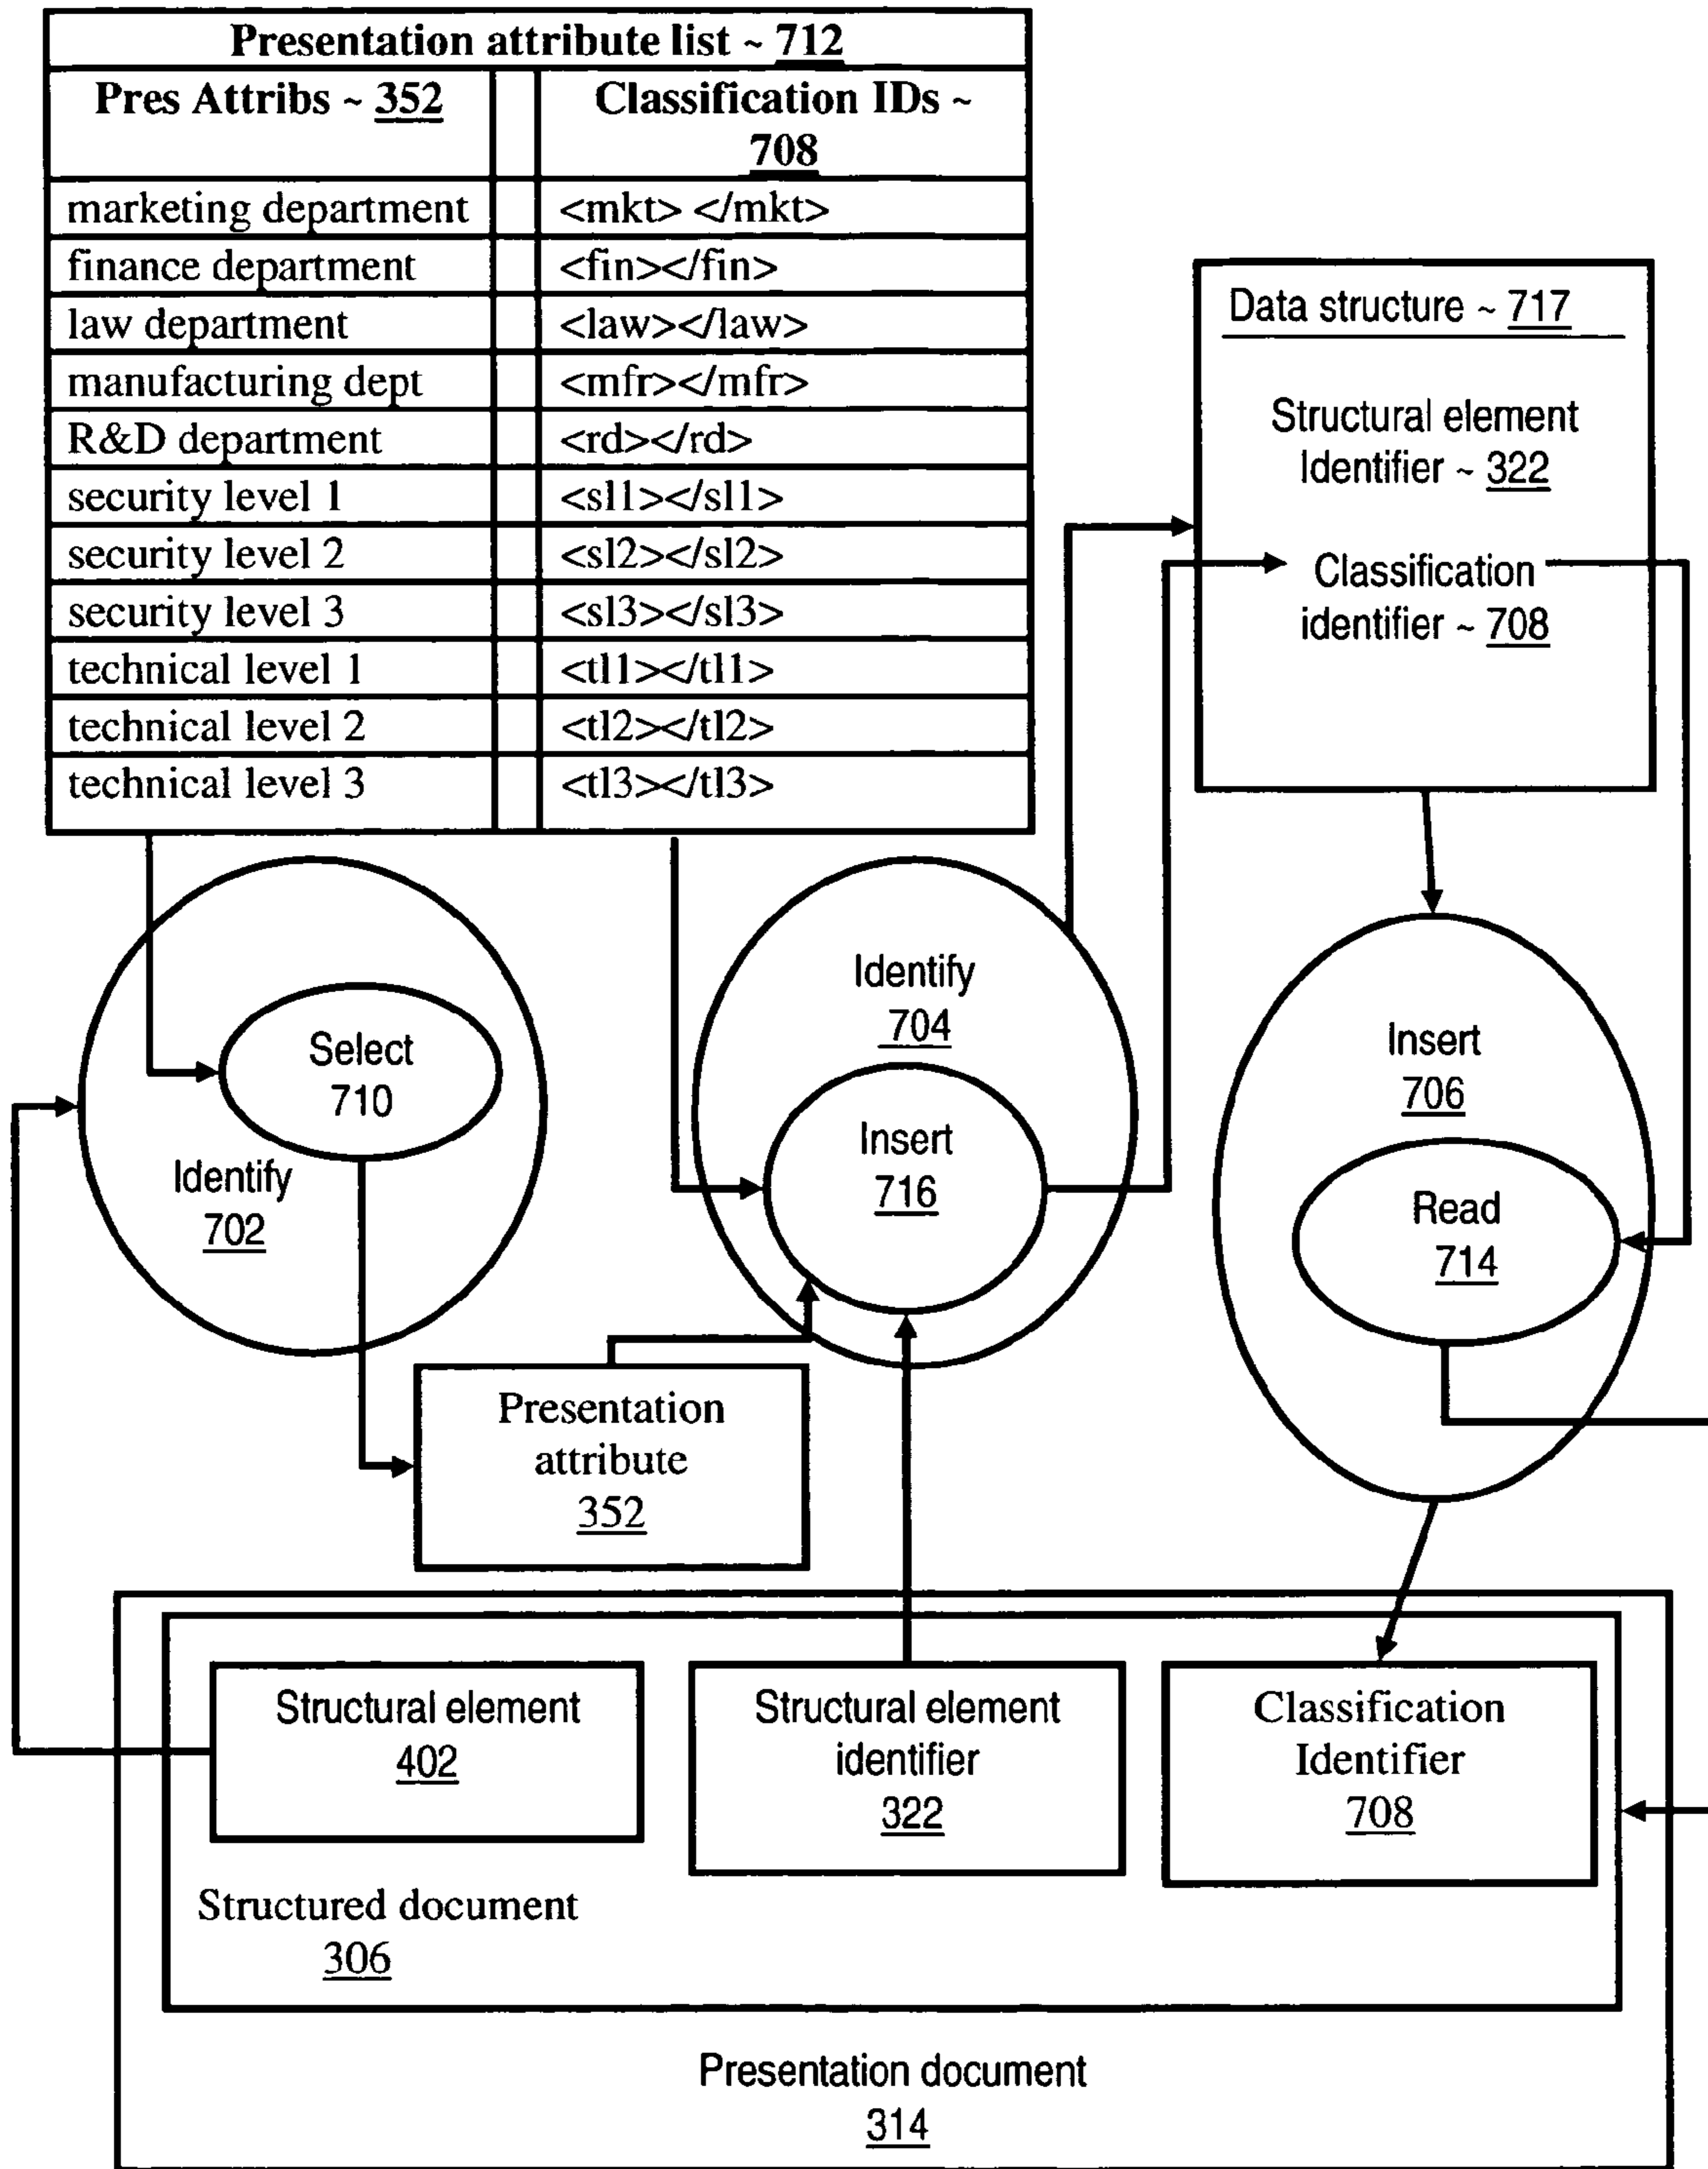 Presentation attribute list ~ 712
Pres Attribs ~ 352
Classification IDs ~
708
marketing department <mkt> </mkt>
finance department <fin></fin>
law department <law></law>
manufacturing dept <mfr></mfr>
R&D department <rd></rd>
security level 1 <sl1></sl1>
security level 2 <sl2></sl2>
security level 3 <sl3></sl3>
technical level 1 <tl1></tl1>
technical level 2 <tl2></tl2>
technical level 3 <tl3></tl3>
Data structure ~ 717
Structural element
Identifier ~ 322
Classification
identifier ~ 708
Select
710
Identify
702
Identify
704
Insert
716
Insert
706
Read
714
Presentation
attribute
352
Structural element
402
Structural element
identifier
322
Classification
Identifier
708
Structured document
306
Presentation document
314